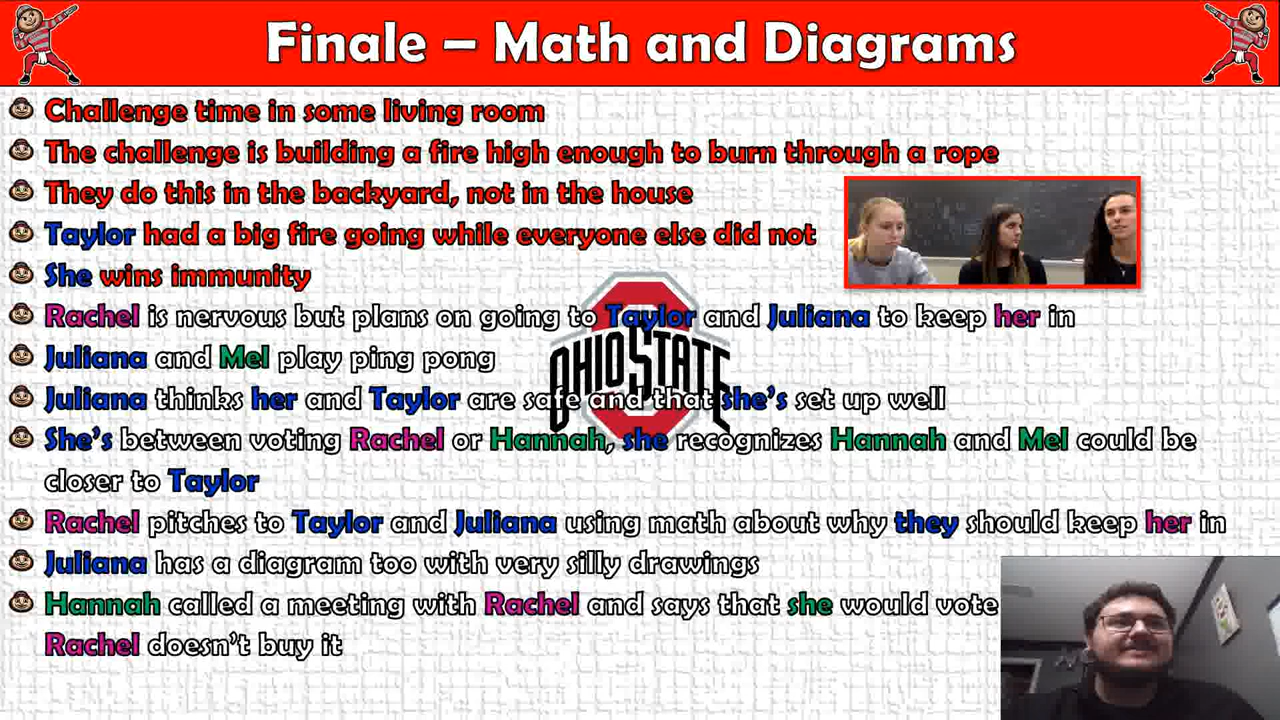 Finale – Math and Diagrams
Challenge time in some living room
The challenge is building a fire high enough to burn through a rope
They do this in the backyard, not in the house
Taylor had a big fire going while everyone else did not
She wins immunity
Rachel is nervous but plans on going to Taylor and Juliana to keep her in
Juliana and Mel play ping pong
OHIO STATE
Juliana thinks her and Taylor are safe and that she's set up well
She's between voting Rachel or Hannah, she recognizes Hannah and Mel could be
closer to Taylor
Rachel pitches to Taylor and Juliana using math about why they should keep her in
Juliana has a diagram too with very silly drawings
Hannah called a meeting with Rachel and says that she would vote
Rachel doesn't buy it